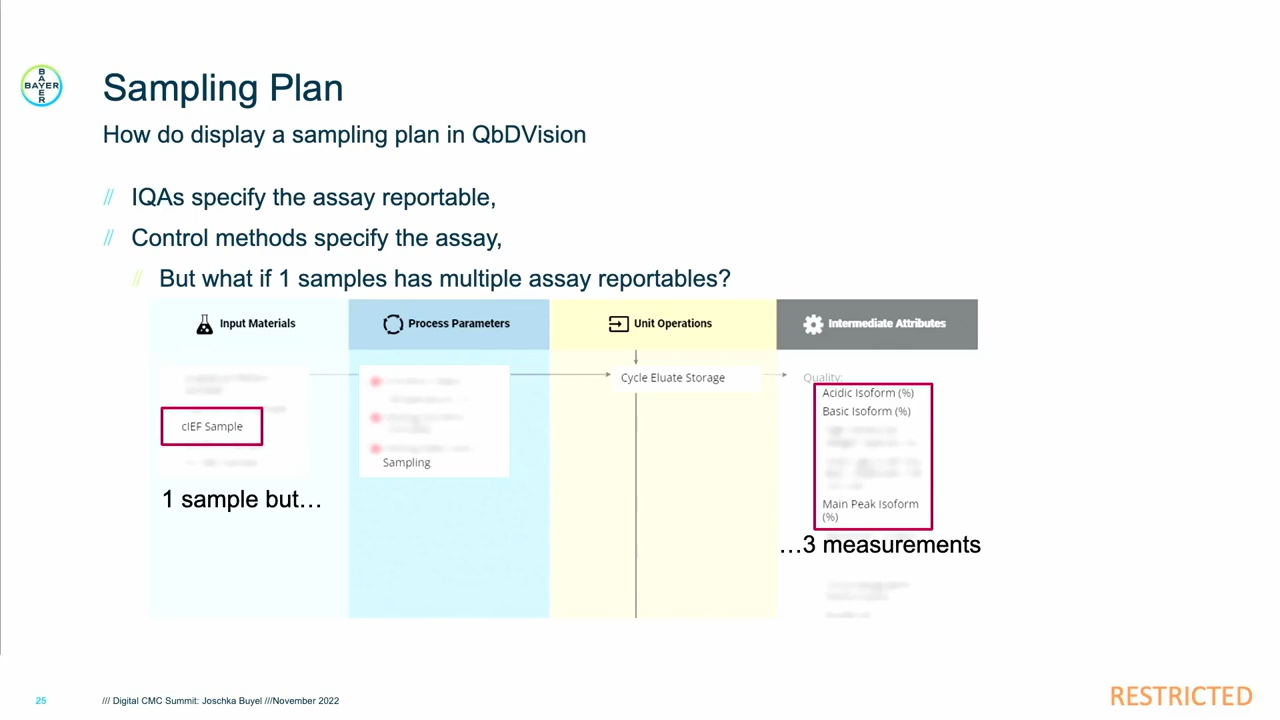 BAYER
BAYER
Sampling Plan
How do display a sampling plan in QbDVision
// IQAs specify the assay reportable,
// Control methods specify the assay,
// But what if 1 samples has multiple assay reportables?
Input Materials
Process Parameters
Unit Operations
Intermediate Attributes
Cycle Eluate Storage
Quality:
Acidic Isoform (%)
Basic Isoform (%)
cIEF Sample
Sampling
Main Peak Isoform
(%)
1 sample but…
…3 measurements
25
/// Digital CMC Summit: Joschka Buyel ///November 2022
RESTRICTED